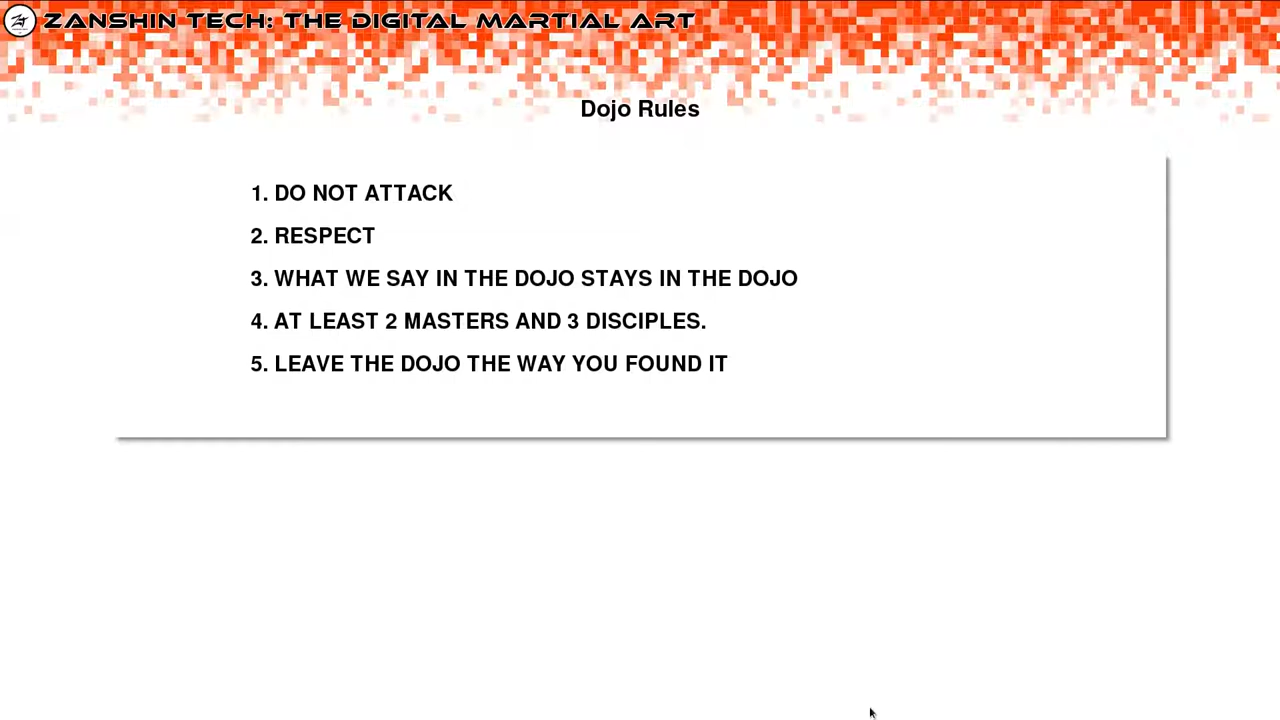 ZANSHIN TECH: THE DIGITAL MARTIAL ART
Dojo Rules
1. DO NOT ATTACK
2. RESPECT
3. WHAT WE SAY IN THE DOJO STAYS IN THE DOJO
4. AT LEAST 2 MASTERS AND 3 DISCIPLES.
5. LEAVE THE DOJO THE WAY YOU FOUND IT